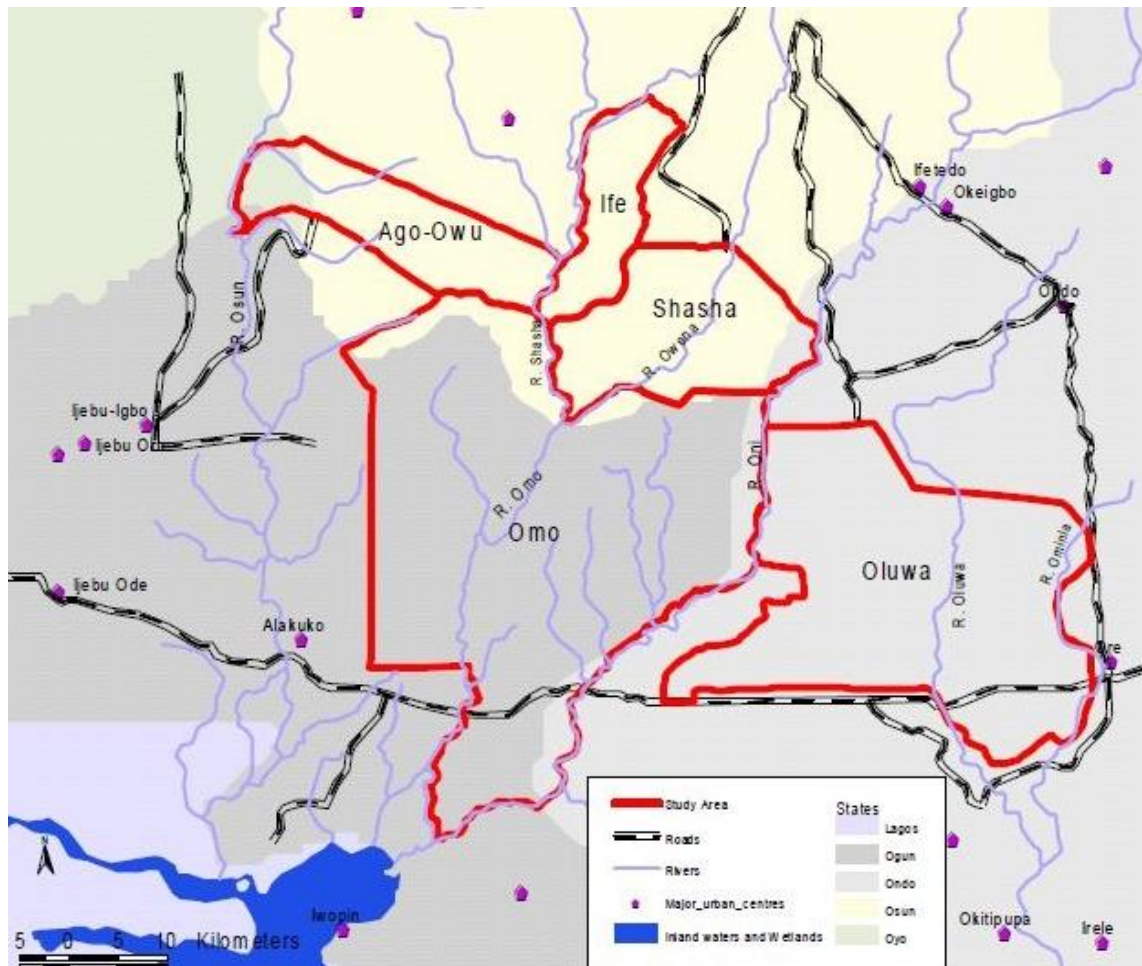 Ifetedo
Okeigbo
Ife
Ago-Owu
Shasha
R. Osun
R. Shasha
R. Owena
Ijebu-Igbo
Ijebu
R. Oni
R. Omo
Omo
Oluwa
R. Oluwa
R. Ominla
Ijebu Ode
Alakuko
Study Area
Roads
Rivers
Major_urban_centres
Inland waters and Wetlands
States
Lagos
Ogun
Ondo
Osun
Oyo
N
Iwopin
5 0 5 10 Kilometers
Okitipupa
Irele